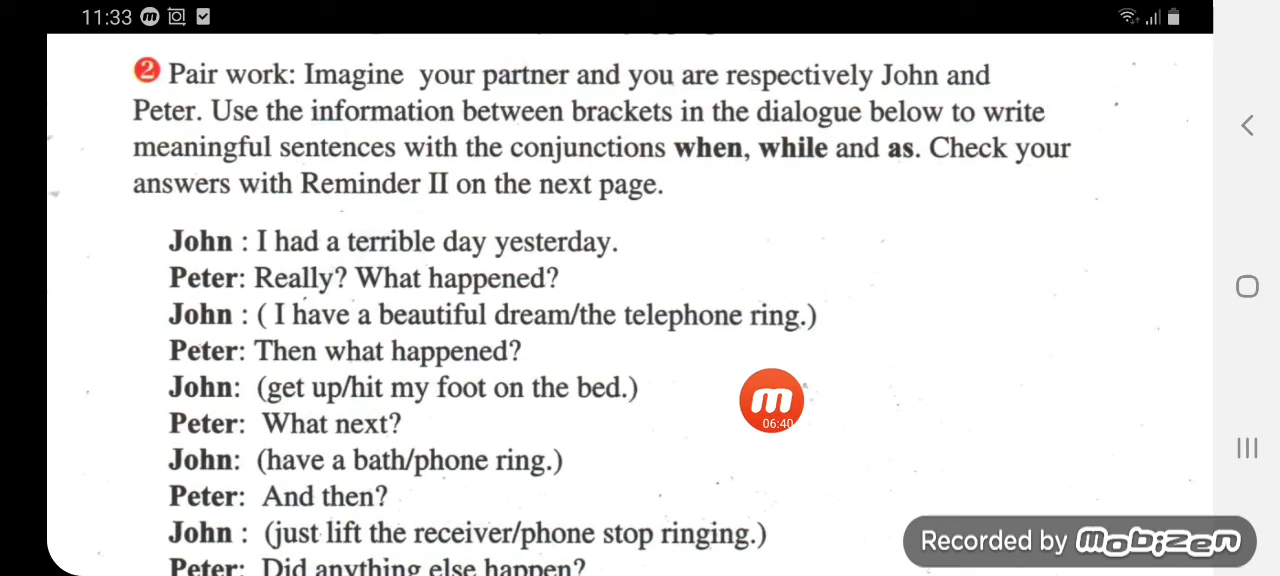 11:33
2 Pair work: Imagine your partner and you are respectively John and
Peter. Use the information between brackets in the dialogue below to write
meaningful sentences with the conjunctions when, while and as. Check your
answers with Reminder II on the next page.
John : I had a terrible day yesterday.
Peter: Really? What happened?
John : ( I have a beautiful dream/the telephone ring.)
Peter: Then what happened?
John: (get up/hit my foot on the bed.)
m
06:40
Peter: What next?
John: (have a bath/phone ring.)
Peter: And then?
John : (just lift the receiver/phone stop ringing.)
Recorded by mobizen
Peter: Did anything else happen?